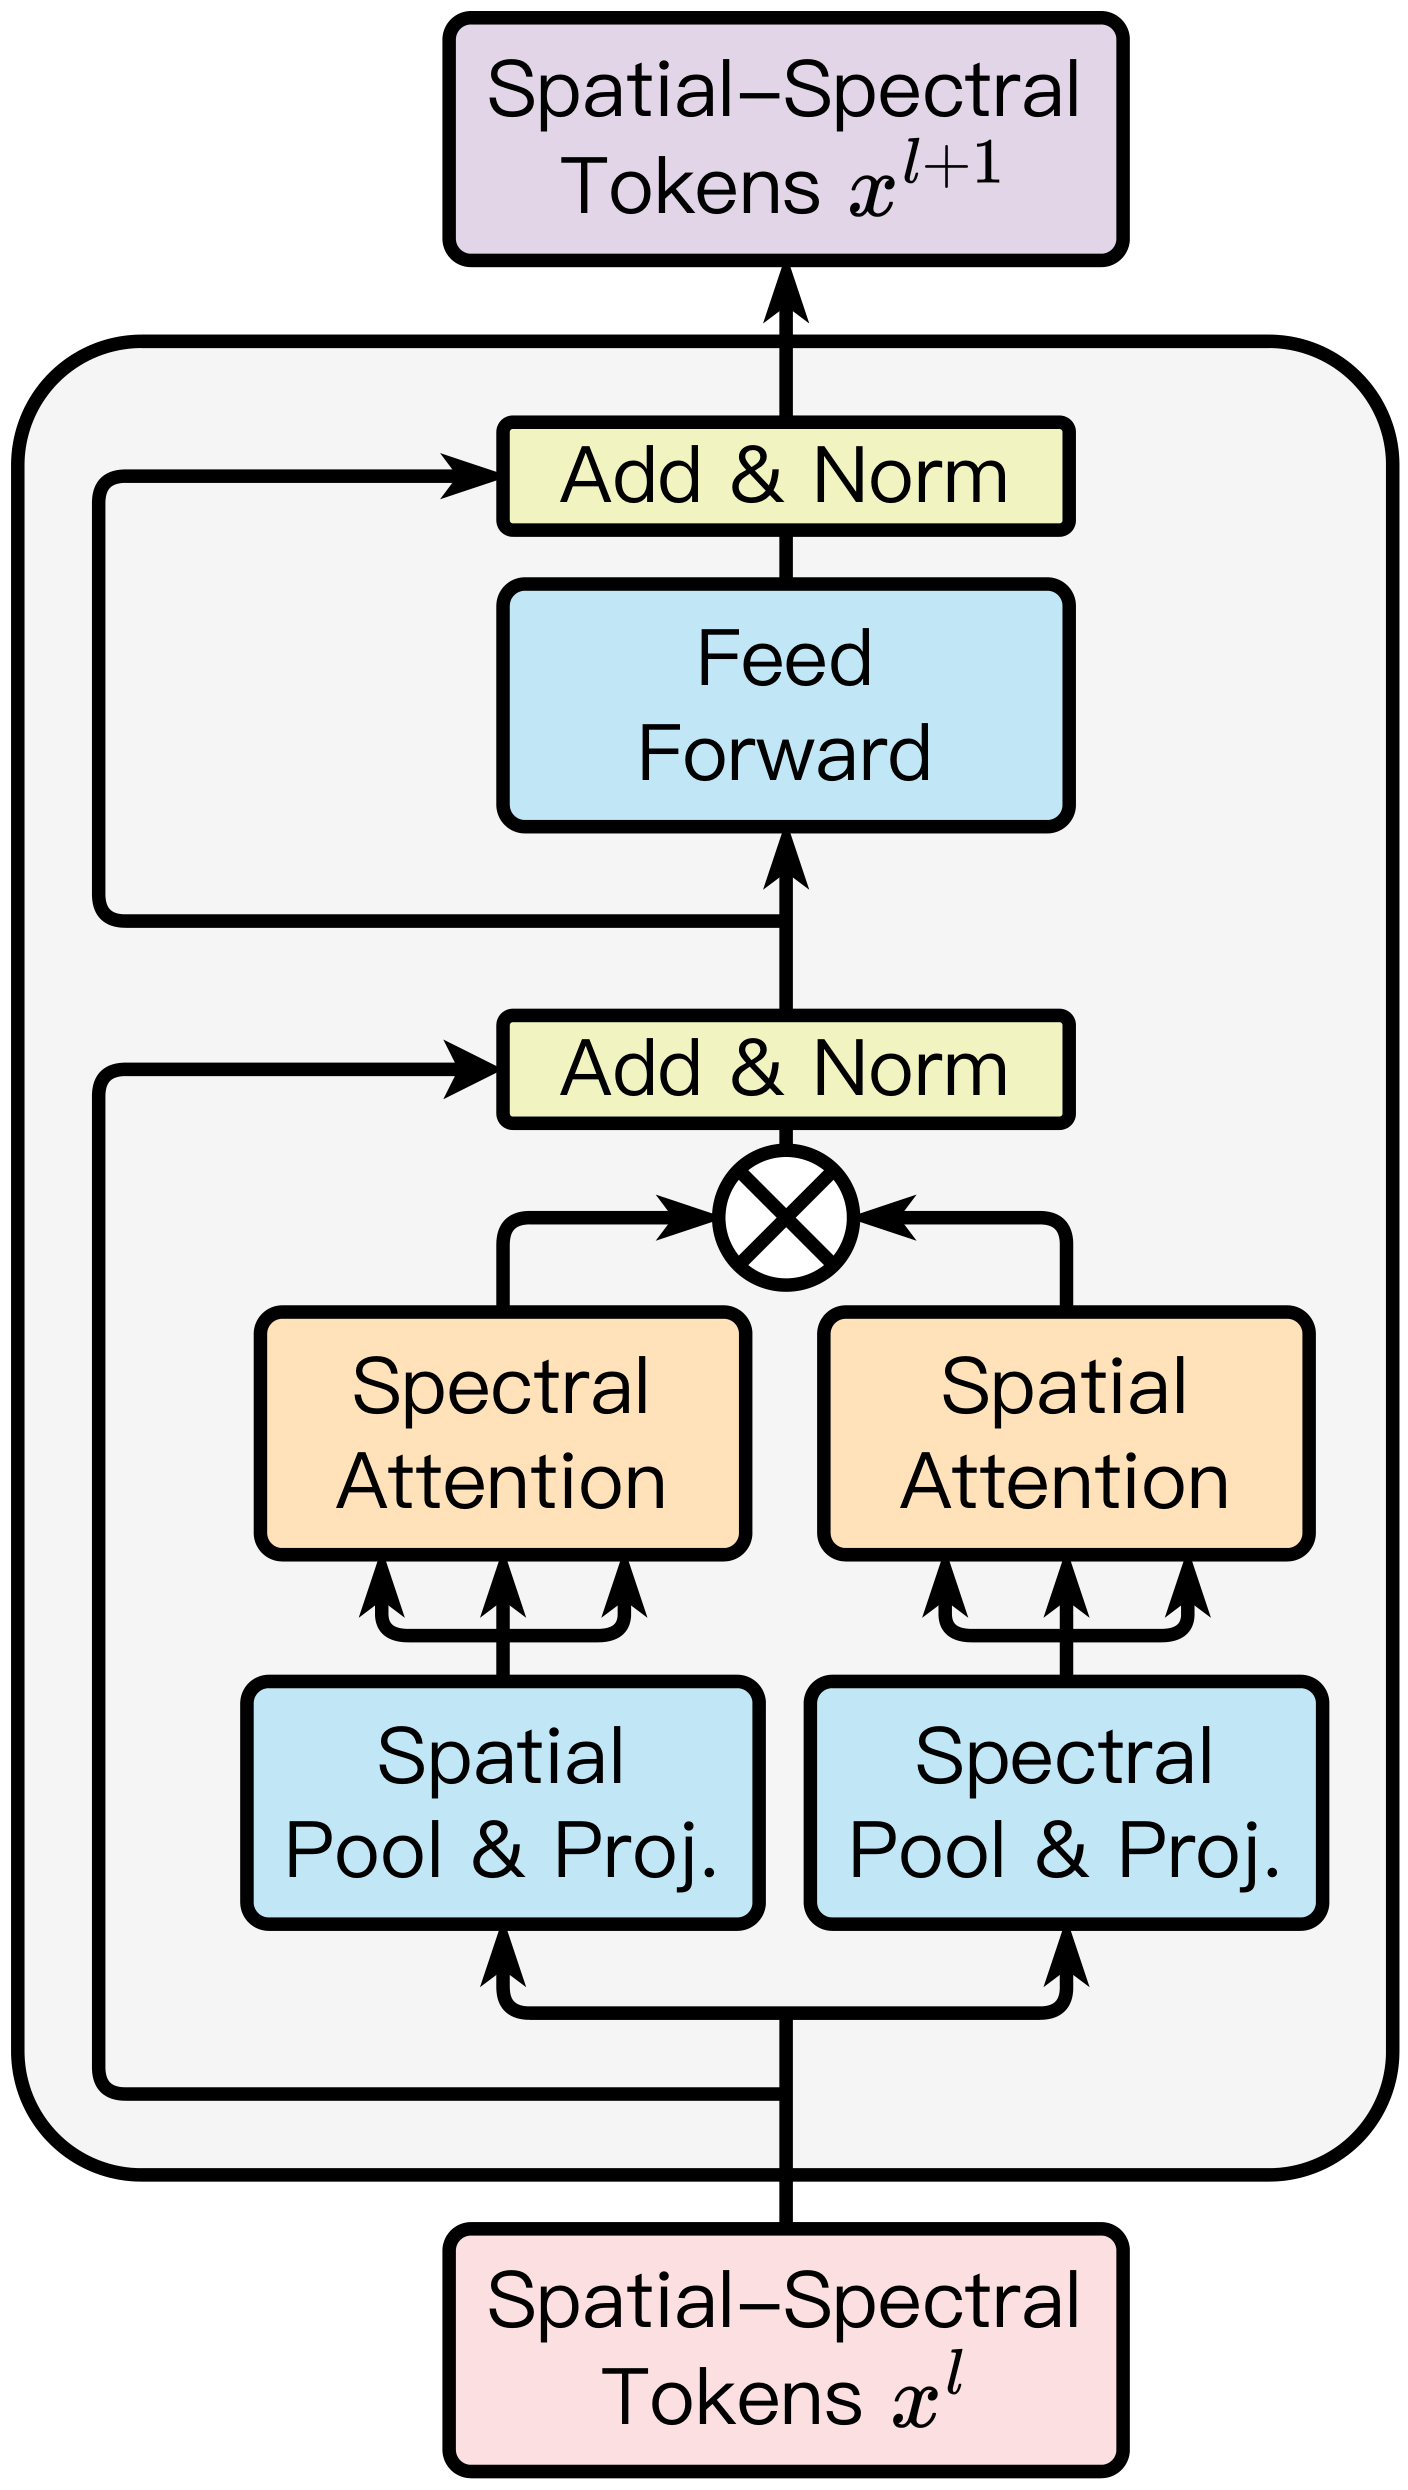 Spatial–Spectral
Tokens x^{l+1}
Add & Norm
Feed
Forward
Add & Norm
Spectral
Attention
Spatial
Attention
Spatial
Pool & Proj.
Spectral
Pool & Proj.
Spatial–Spectral
Tokens x^l